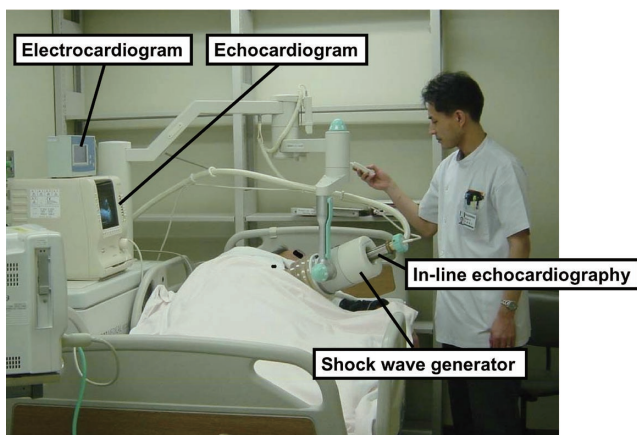 Electrocardiogram
Echocardiogram
In-line echocardiography
Shock wave generator